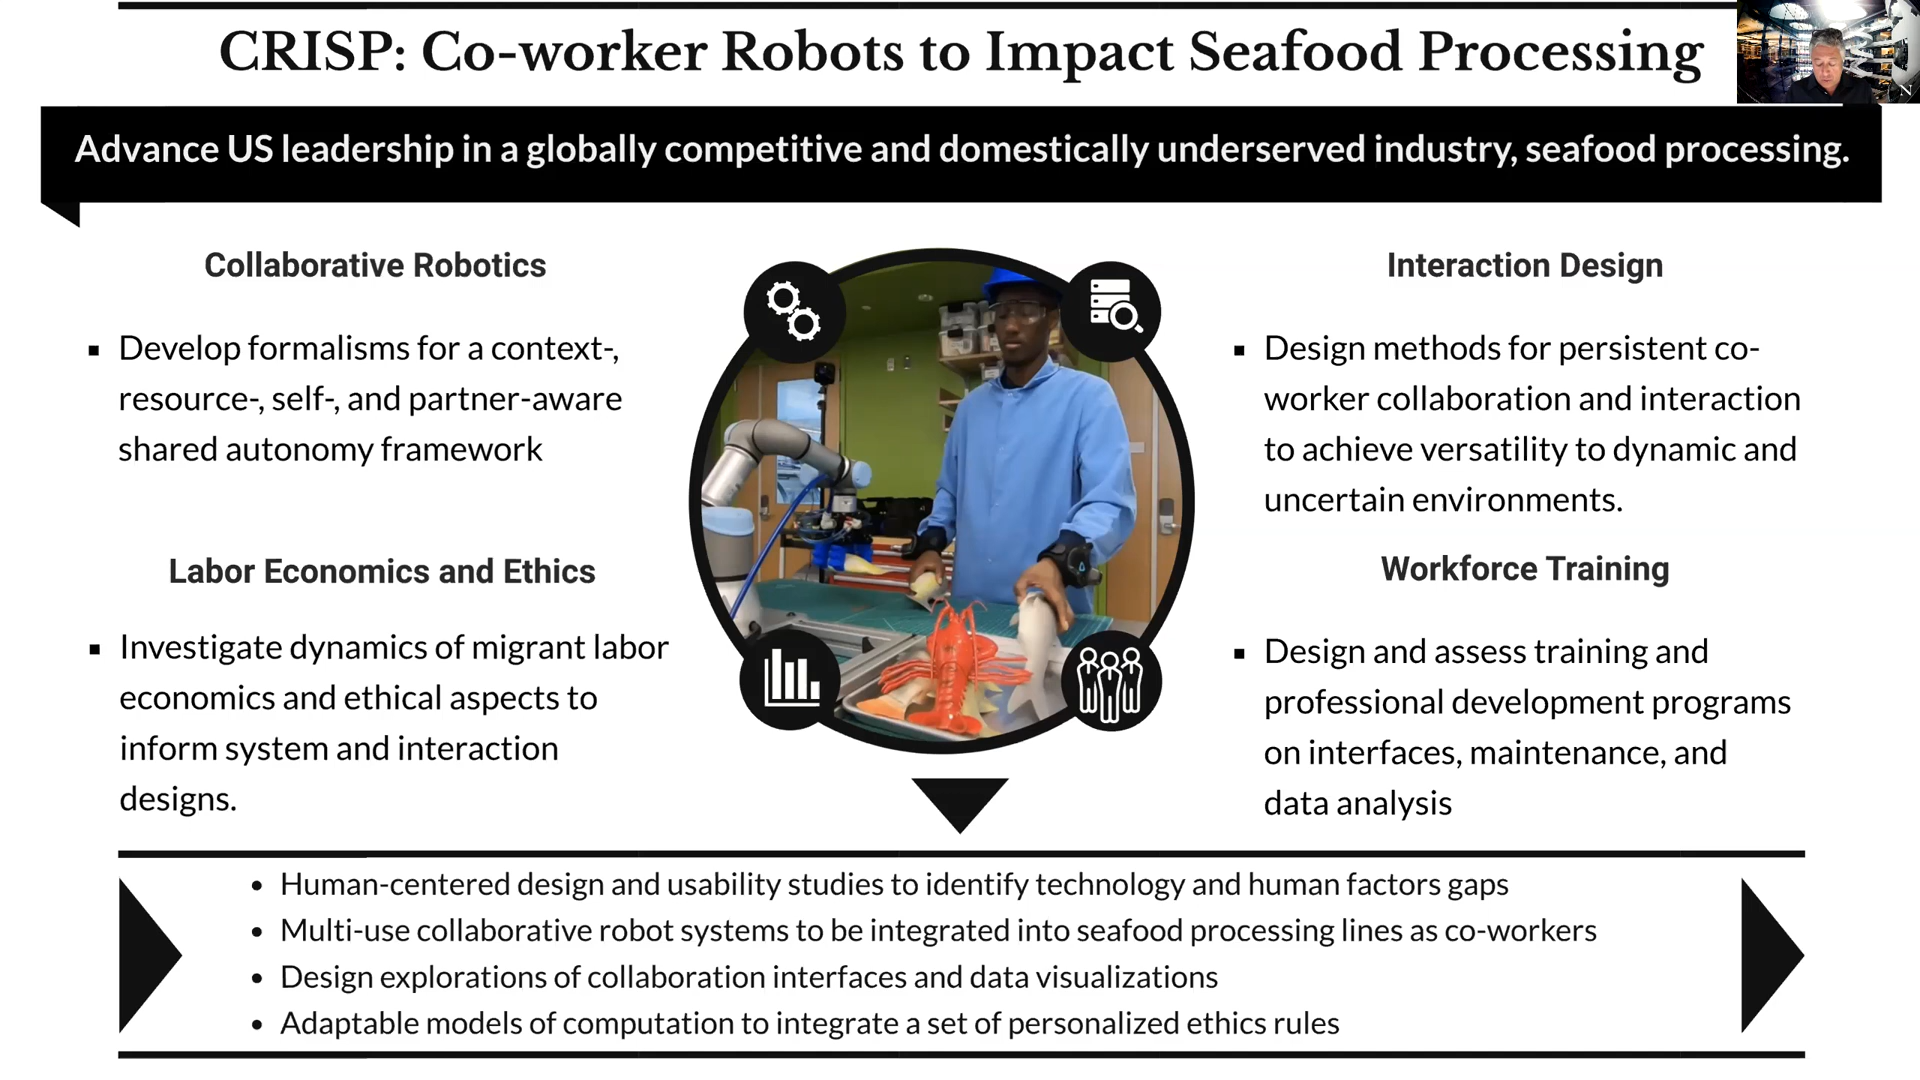 CRISP: Co-worker Robots to Impact Seafood Processing
N
Advance US leadership in a globally competitive and domestically underserved industry, seafood processing.
Collaborative Robotics
▪ Develop formalisms for a context-,
resource-, self-, and partner-aware
shared autonomy framework
Interaction Design
▪ Design methods for persistent co-
worker collaboration and interaction
to achieve versatility to dynamic and
uncertain environments.
Labor Economics and Ethics
▪ Investigate dynamics of migrant labor
economics and ethical aspects to
inform system and interaction
designs.
Workforce Training
▪ Design and assess training and
professional development programs
on interfaces, maintenance, and
data analysis
• Human-centered design and usability studies to identify technology and human factors gaps
• Multi-use collaborative robot systems to be integrated into seafood processing lines as co-workers
• Design explorations of collaboration interfaces and data visualizations
• Adaptable models of computation to integrate a set of personalized ethics rules